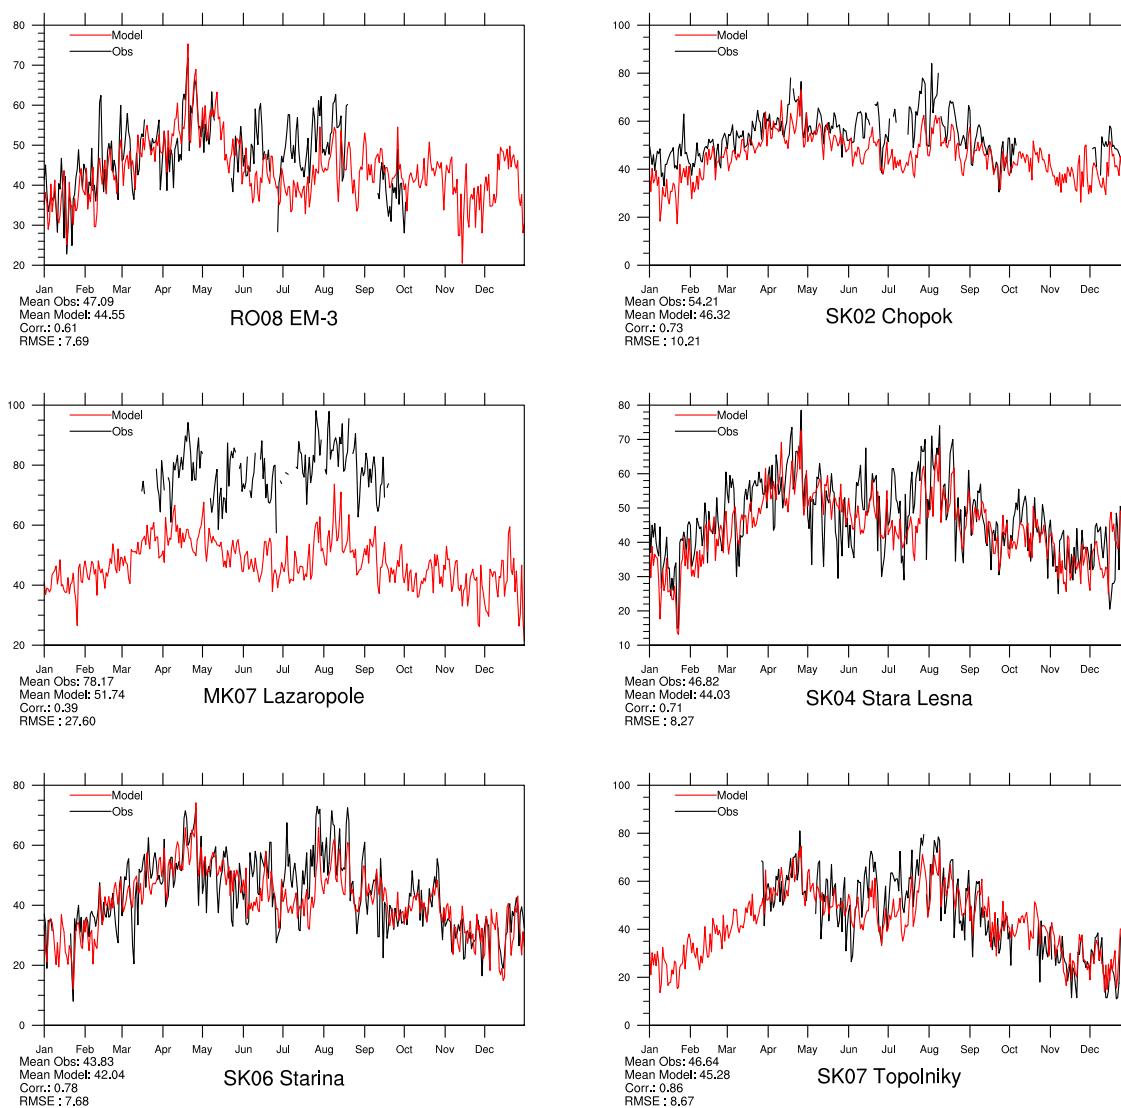 80
70
60
50
40
30
20
Model
Obs
Jan Feb Mar Apr May Jun Jul Aug Sep Oct Nov Dec
Mean Obs: 47.09
Mean Model: 44.55
Corr.: 0.61
RMSE : 7.69
RO08 EM-3
100
80
60
40
20
0
Model
Obs
Jan Feb Mar Apr May Jun Jul Aug Sep Oct Nov Dec
Mean Obs: 54.21
Mean Model: 46.32
Corr.: 0.73
RMSE : 10.21
SK02 Chopok
100
80
60
40
20
Model
Obs
Jan Feb Mar Apr May Jun Jul Aug Sep Oct Nov Dec
Mean Obs: 78.17
Mean Model: 51.74
Corr.: 0.39
RMSE : 27.60
MK07 Lazaropole
80
70
60
50
40
30
20
10
Model
Obs
Jan Feb Mar Apr May Jun Jul Aug Sep Oct Nov Dec
Mean Obs: 46.82
Mean Model: 44.03
Corr.: 0.71
RMSE : 8.27
SK04 Stara Lesna
80
60
40
20
0
Model
Obs
Jan Feb Mar Apr May Jun Jul Aug Sep Oct Nov Dec
Mean Obs: 43.83
Mean Model: 42.04
Corr.: 0.78
RMSE : 7.68
SK06 Starina
100
80
60
40
20
0
Model
Obs
Jan Feb Mar Apr May Jun Jul Aug Sep Oct Nov Dec
Mean Obs: 46.64
Mean Model: 45.28
Corr.: 0.86
RMSE : 8.67
SK07 Topolniky